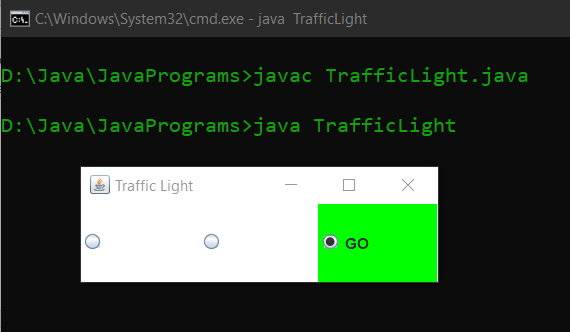 C:\Windows\System32\cmd.exe - java  TrafficLight
D:\Java\JavaPrograms>javac TrafficLight.java
D:\Java\JavaPrograms>java TrafficLight
Traffic Light
GO